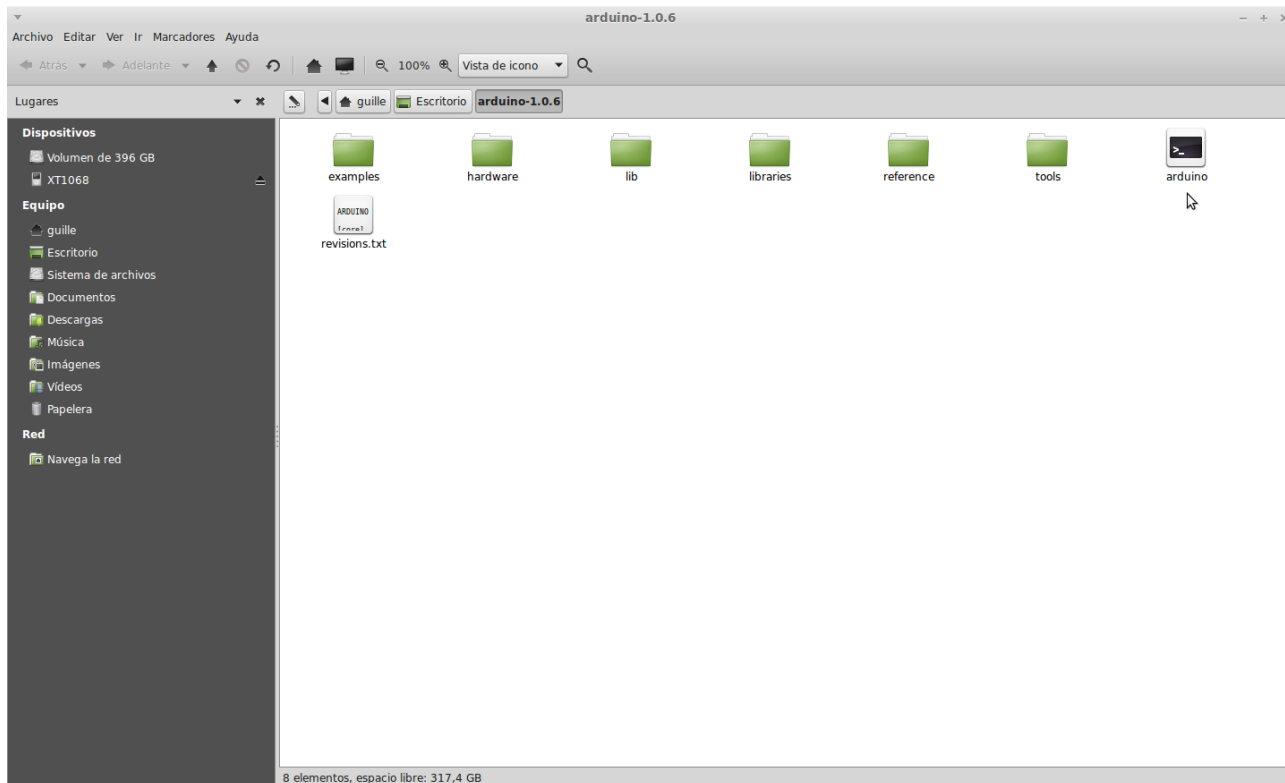 arduino-1.0.6
Archivo Editar Ver Ir Marcadores Ayuda
Atrás Adelante 100% Vista de icono
Lugares guille Escritorio arduino-1.0.6
Dispositivos
Volumen de 396 GB
XT1068
Equipo
guille
Escritorio
Sistema de archivos
Documentos
Descargas
Música
Imágenes
Vídeos
Papelera
Red
Navega la red
examples hardware lib libraries reference tools arduino
>_
ARDUINO
[core]
revisions.txt
8 elementos, espacio libre: 317,4 GB